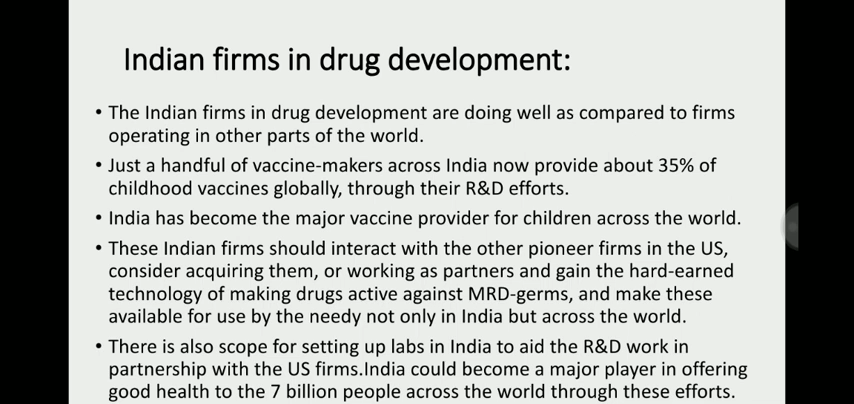 Indian firms in drug development:
• The Indian firms in drug development are doing well as compared to firms
operating in other parts of the world.
• Just a handful of vaccine-makers across India now provide about 35% of
childhood vaccines globally, through their R&D efforts.
• India has become the major vaccine provider for children across the world.
• These Indian firms should interact with the other pioneer firms in the US,
consider acquiring them, or working as partners and gain the hard-earned
technology of making drugs active against MRD-germs, and make these
available for use by the needy not only in India but across the world.
• There is also scope for setting up labs in India to aid the R&D work in
partnership with the US firms.India could become a major player in offering
good health to the 7 billion people across the world through these efforts.